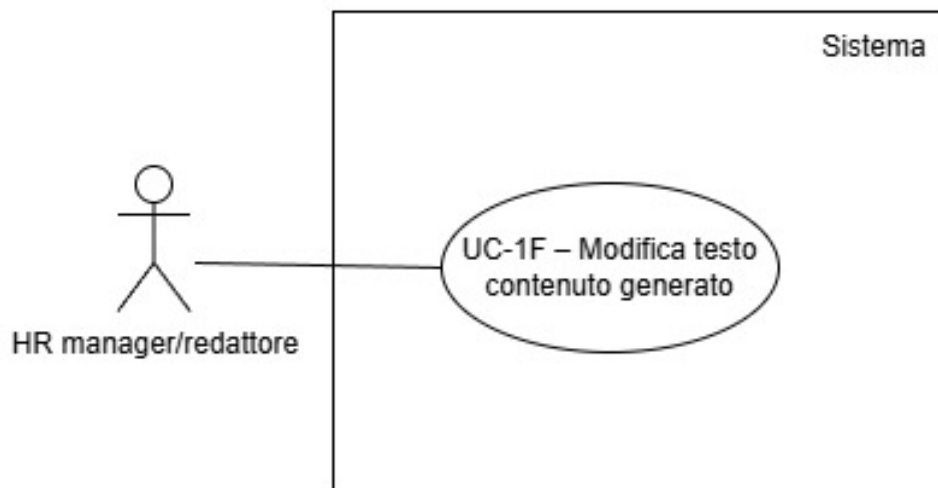 Sistema
UC-1F – Modifica testo
contenuto generato
HR manager/redattore